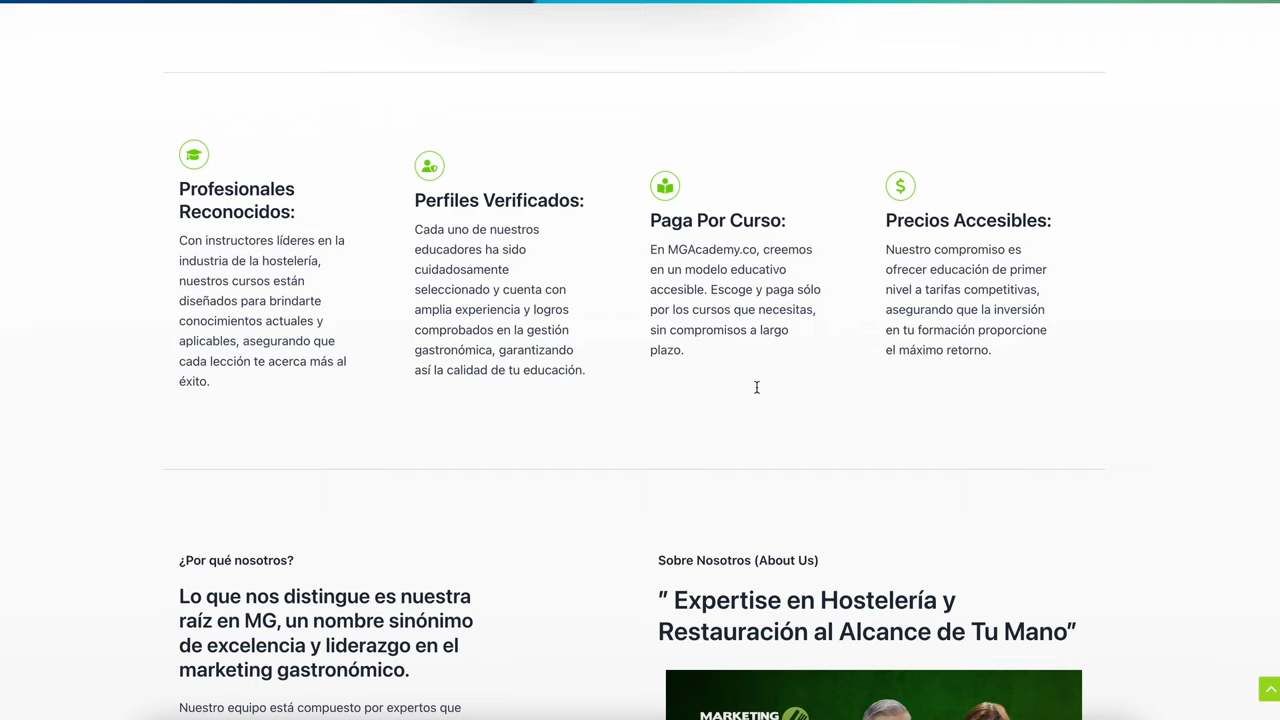 Profesionales
Reconocidos:
Con instructores líderes en la
industria de la hostelería,
nuestros cursos están
diseñados para brindarte
conocimientos actuales y
aplicables, asegurando que
cada lección te acerca más al
éxito.
Perfiles Verificados:
Cada uno de nuestros
educadores ha sido
cuidadosamente
seleccionado y cuenta con
amplia experiencia y logros
comprobados en la gestión
gastronómica, garantizando
así la calidad de tu educación.
Paga Por Curso:
En MGAcademy.co, creemos
en un modelo educativo
accesible. Escoge y paga sólo
por los cursos que necesitas,
sin compromisos a largo
plazo.
Precios Accesibles:
Nuestro compromiso es
ofrecer educación de primer
nivel a tarifas competitivas,
asegurando que la inversión
en tu formación proporcione
el máximo retorno.
¿Por qué nosotros?
Lo que nos distingue es nuestra
raíz en MG, un nombre sinónimo
de excelencia y liderazgo en el
marketing gastronómico.
Nuestro equipo está compuesto por expertos que
Sobre Nosotros (About Us)
" Expertise en Hostelería y
Restauración al Alcance de Tu Mano"
MARKETING